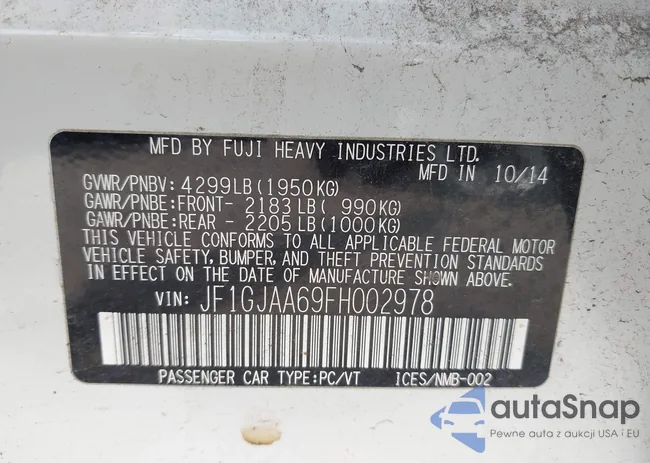 MFD BY FUJI HEAVY INDUSTRIES LTD.
MFD IN 10/14
GVWR/PNBV: 4299LB(1950KG)
GAWR/PNBE:FRONT- 2183LB( 990KG)
GAWR/PNBE:REAR - 2205LB(1000KG)
THIS VEHICLE CONFORMS TO ALL APPLICABLE FEDERAL MOTOR
VEHICLE SAFETY, BUMPER, AND THEFT PREVENTION STANDARDS
IN EFFECT ON THE DATE OF MANUFACTURE SHOWN ABOVE.
VIN: JF1GJAA69FH002978
PASSENGER CAR TYPE:PC/VT ICES/NMB-002
autaSnap
Pewne auta z aukcji USA i EU